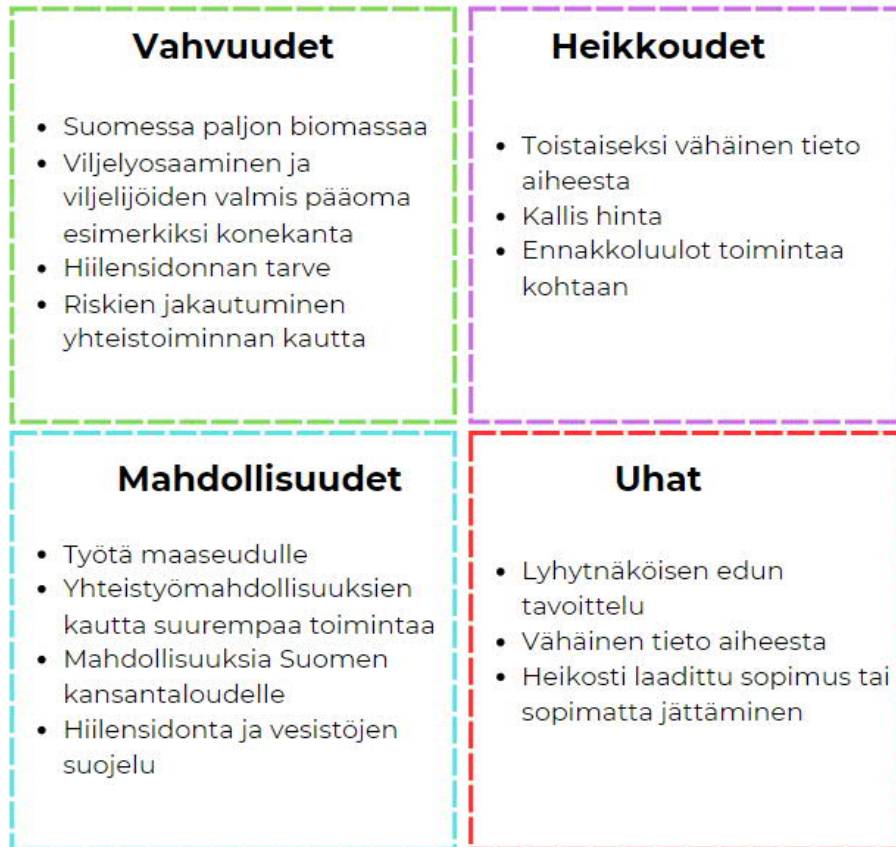 Vahvuudet
• Suomessa paljon biomassaa
• Viljelyosaaminen ja
viljelijöiden valmis pääoma
esimerkiksi konekanta
• Hiilensidonnan tarve
• Riskien jakautuminen
yhteistoiminnan kautta
Heikkoudet
• Toistaiseksi vähäinen tieto
aiheesta
• Kallis hinta
• Ennakkoluulot toimintaa
kohtaan
Mahdollisuudet
• Työtä maaseudulle
• Yhteistyömahdollisuuksien
kautta suurempaa toimintaa
• Mahdollisuuksia Suomen
kansantaloudelle
• Hiilensidonta ja vesistöjen
suojelu
Uhat
• Lyhytnäköisen edun
tavoittelu
• Vähäinen tieto aiheesta
• Heikosti laadittu sopimus tai
sopimatta jättäminen